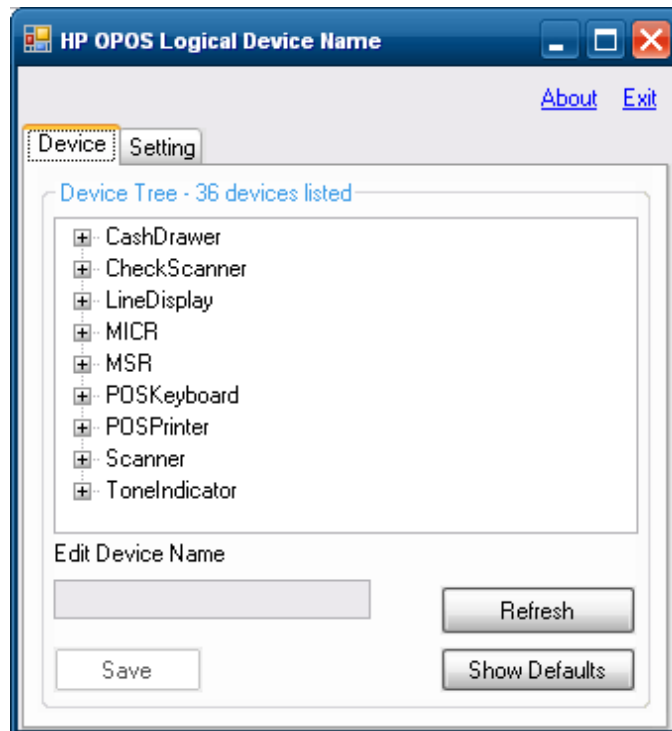 HP OPOS Logical Device Name
About Exit
Device Setting
Device Tree - 36 devices listed
CashDrawer
CheckScanner
LineDisplay
MICR
MSR
POSKeyboard
POSPrinter
Scanner
ToneIndicator
Edit Device Name
Refresh
Save Show Defaults